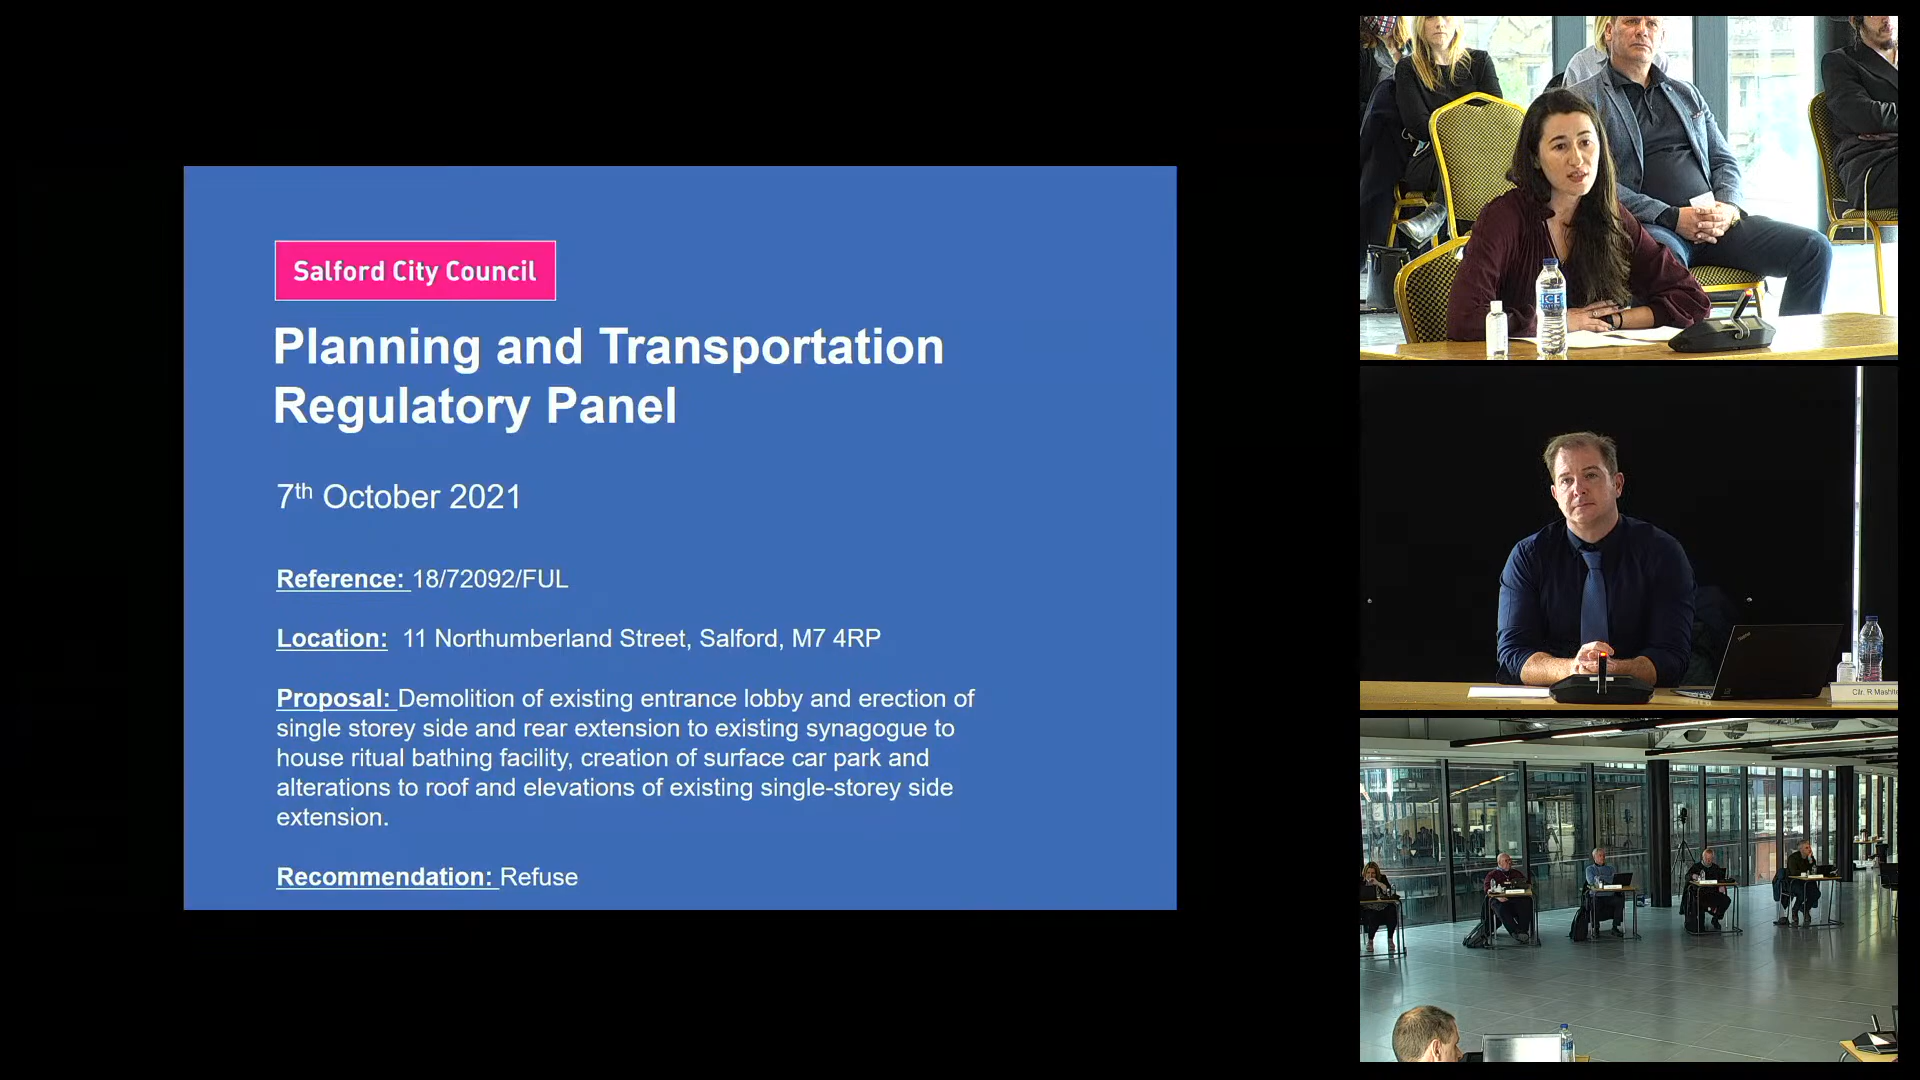 Salford City Council
Planning and Transportation
Regulatory Panel
7th October 2021
Reference: 18/72092/FUL
Location: 11 Northumberland Street, Salford, M7 4RP
Proposal: Demolition of existing entrance lobby and erection of
single storey side and rear extension to existing synagogue to
house ritual bathing facility, creation of surface car park and
alterations to roof and elevations of existing single-storey side
extension.
Recommendation: Refuse
ICE
Cllr. R Mashite